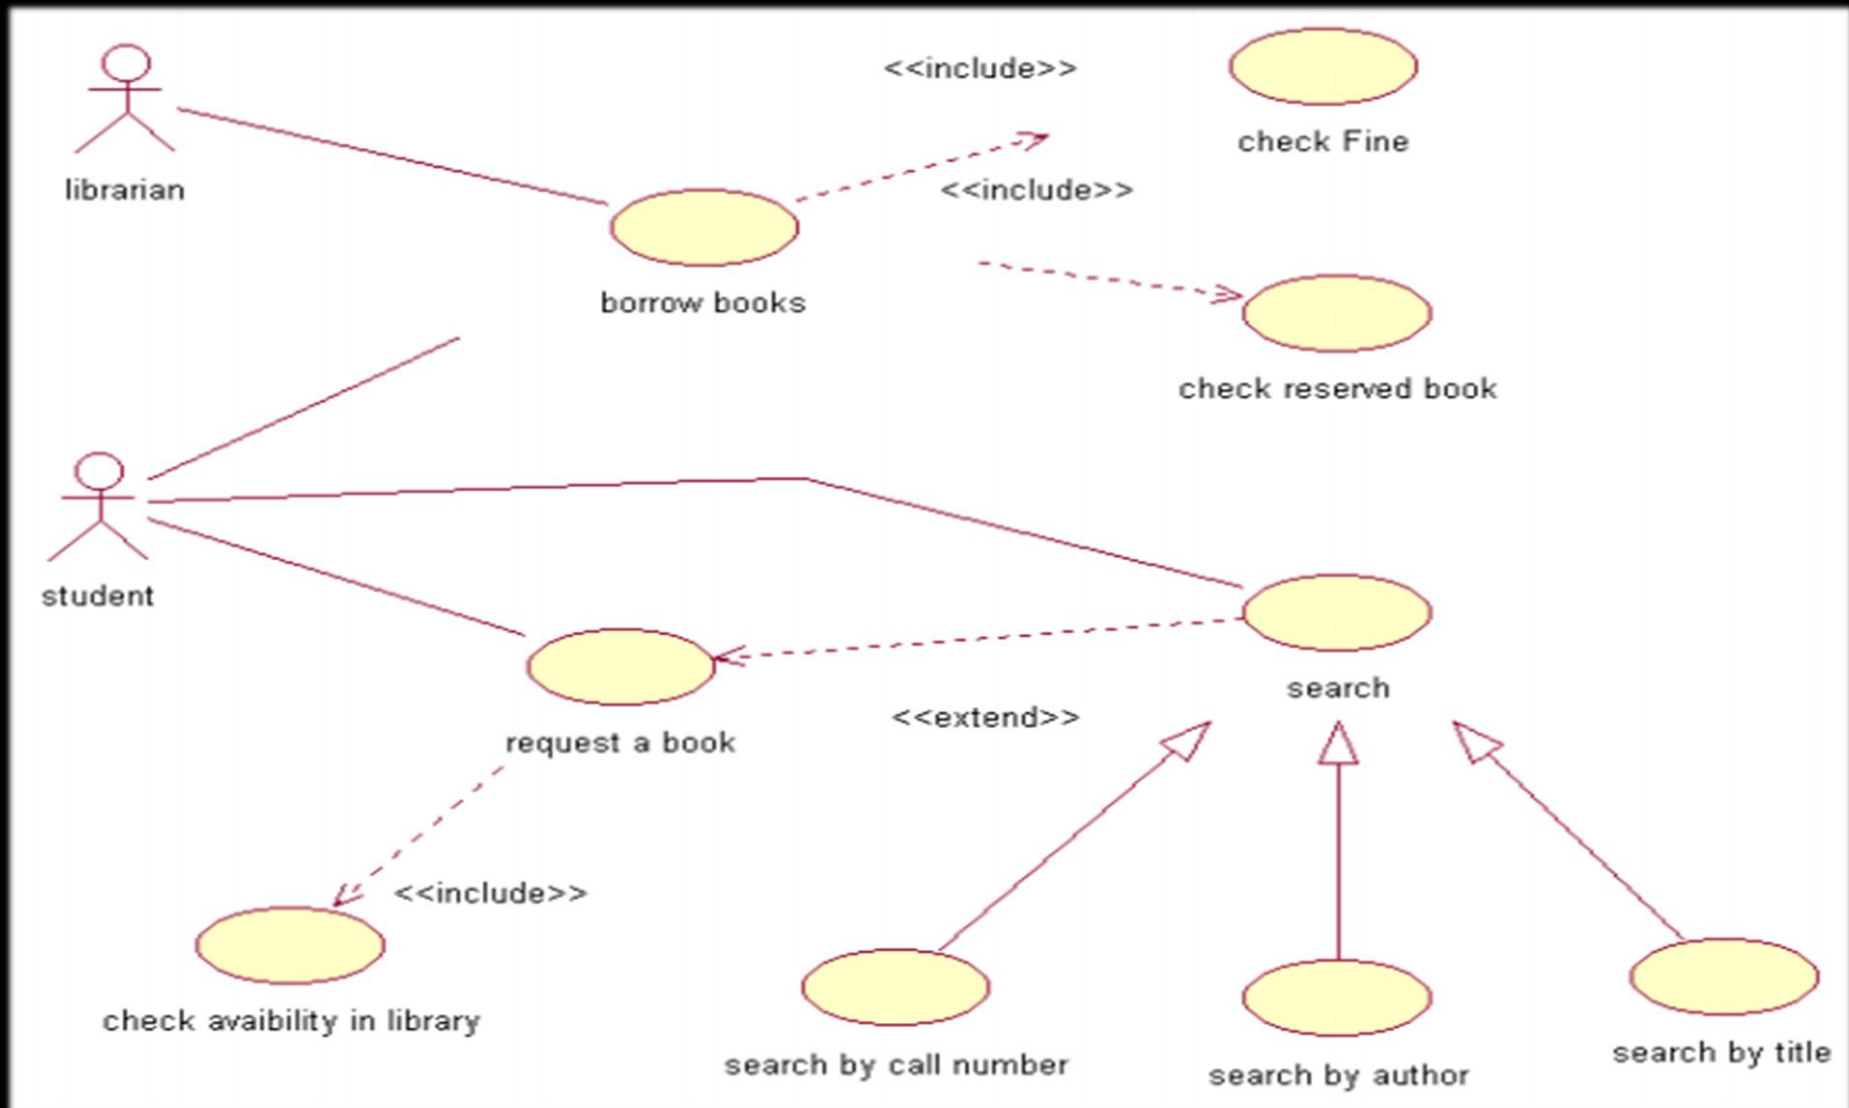 <<include>>
check Fine
librarian
<<include>>
borrow books
check reserved book
student
search
<<extend>>
request a book
<<include>>
check avaibility in library
search by call number
search by author
search by title